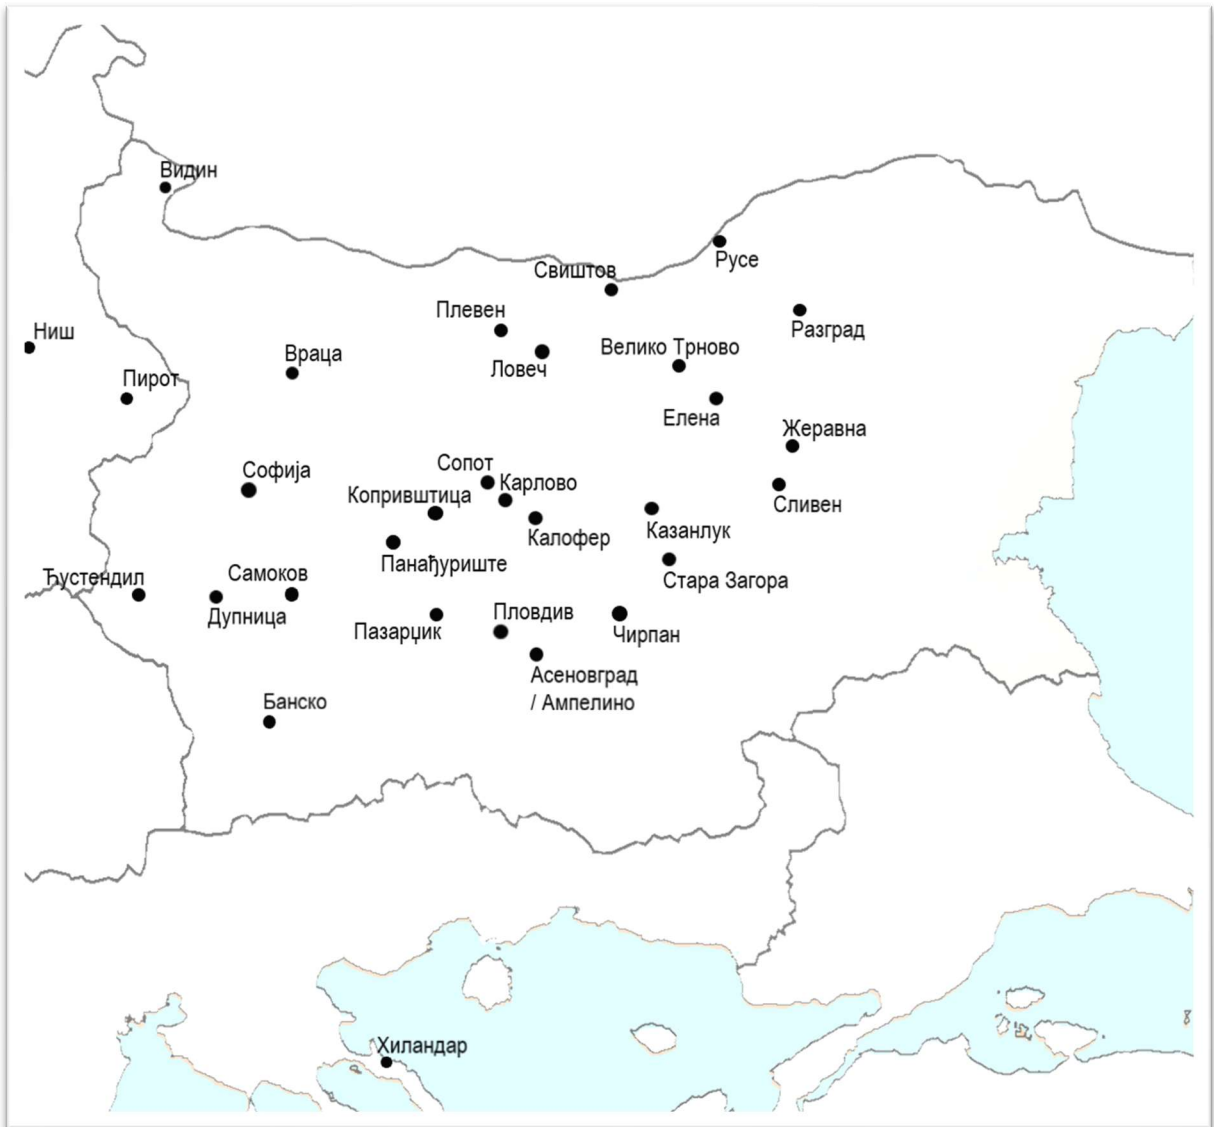 Видин
Русе
Свиштов
Плевен
Разград
Ниш
Велико Трново
Враца
Ловеч
Пирот
Елена
Жеравна
Сопот
Софија
Карлово
Копривштица
Сливен
Казанлук
Калофер
Панађуриште
Ђустендил
Самоков
Стара Загора
Дупница
Пловдив
Пазарџик
Чирпан
Асеновград
/ Ампелино
Банско
Хиландар